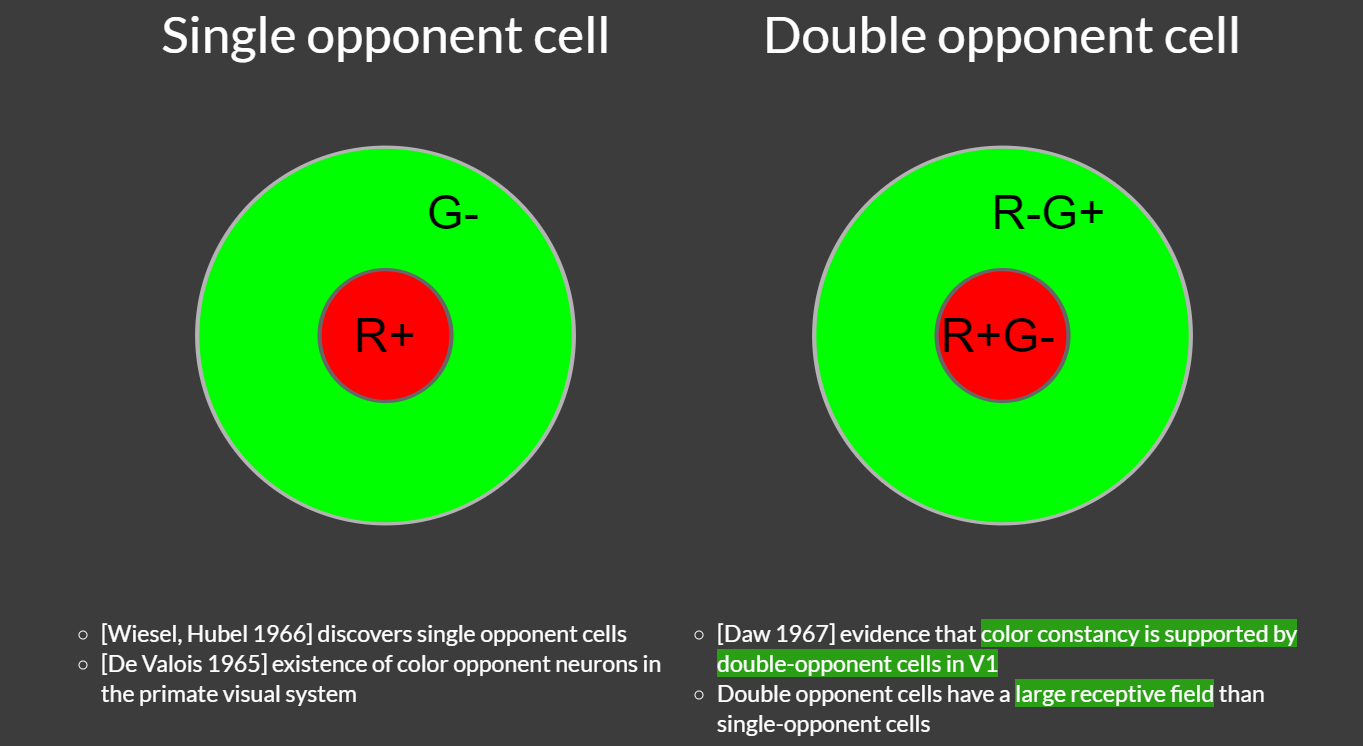 Single opponent cell
Double opponent cell
G-
R+
R-G+
R+G-
[Wiesel, Hubel 1966] discovers single opponent cells
[De Valois 1965] existence of color opponent neurons in
the primate visual system
[Daw 1967] evidence that color constancy is supported by
double-opponent cells in V1
Double opponent cells have a large receptive field than
single-opponent cells